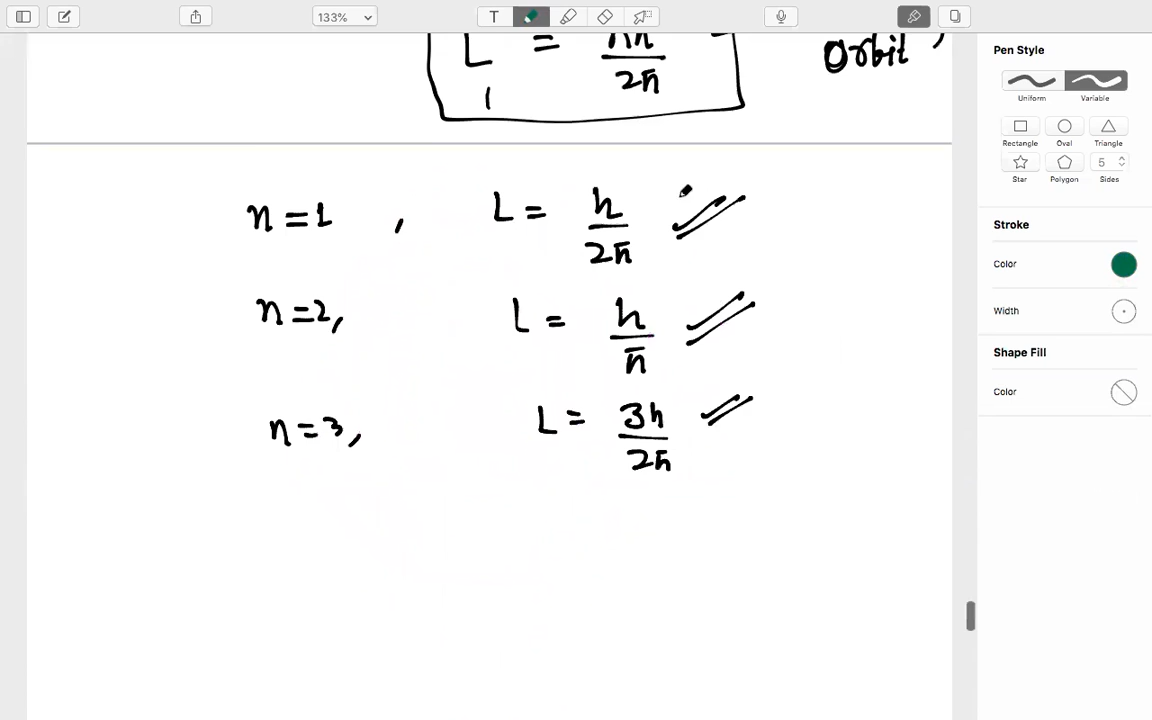 133%
T
L = nh/2π
orbit,
n=1 , L = h/2π
n=2, L = h/π
n=3, L = 3h/2π
Pen Style
Uniform Variable
Rectangle Oval Triangle
5
Star Polygon Sides
Stroke
Color
Width
Shape Fill
Color